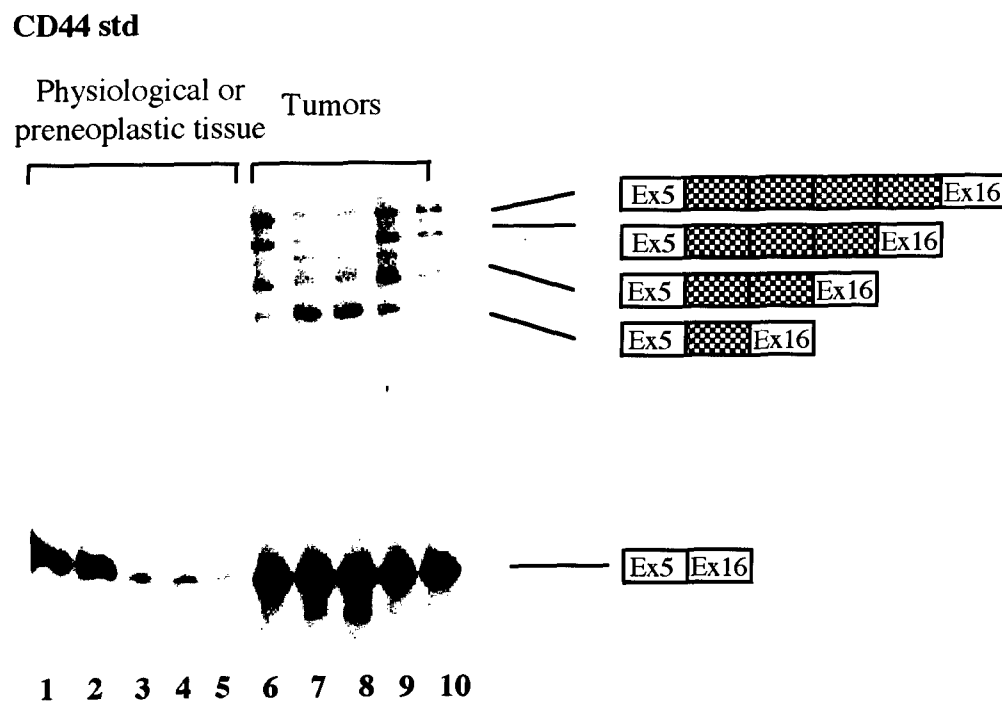 CD44 std
Physiological or
preneoplastic tissue
Tumors
Ex5 Ex16
Ex5 Ex16
Ex5 Ex16
Ex5 Ex16
Ex5 Ex16
1 2 3 4 5 6 7 8 9 10